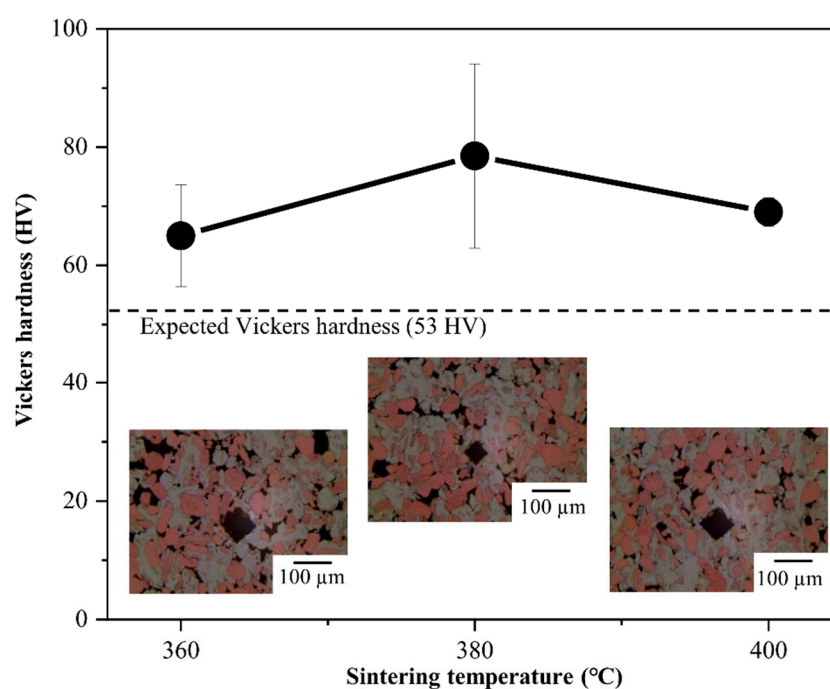 100
80
60
40
20
0
Vickers hardness (HV)
Expected Vickers hardness (53 HV)
100 µm
100 µm
100 µm
360
380
400
Sintering temperature (°C)